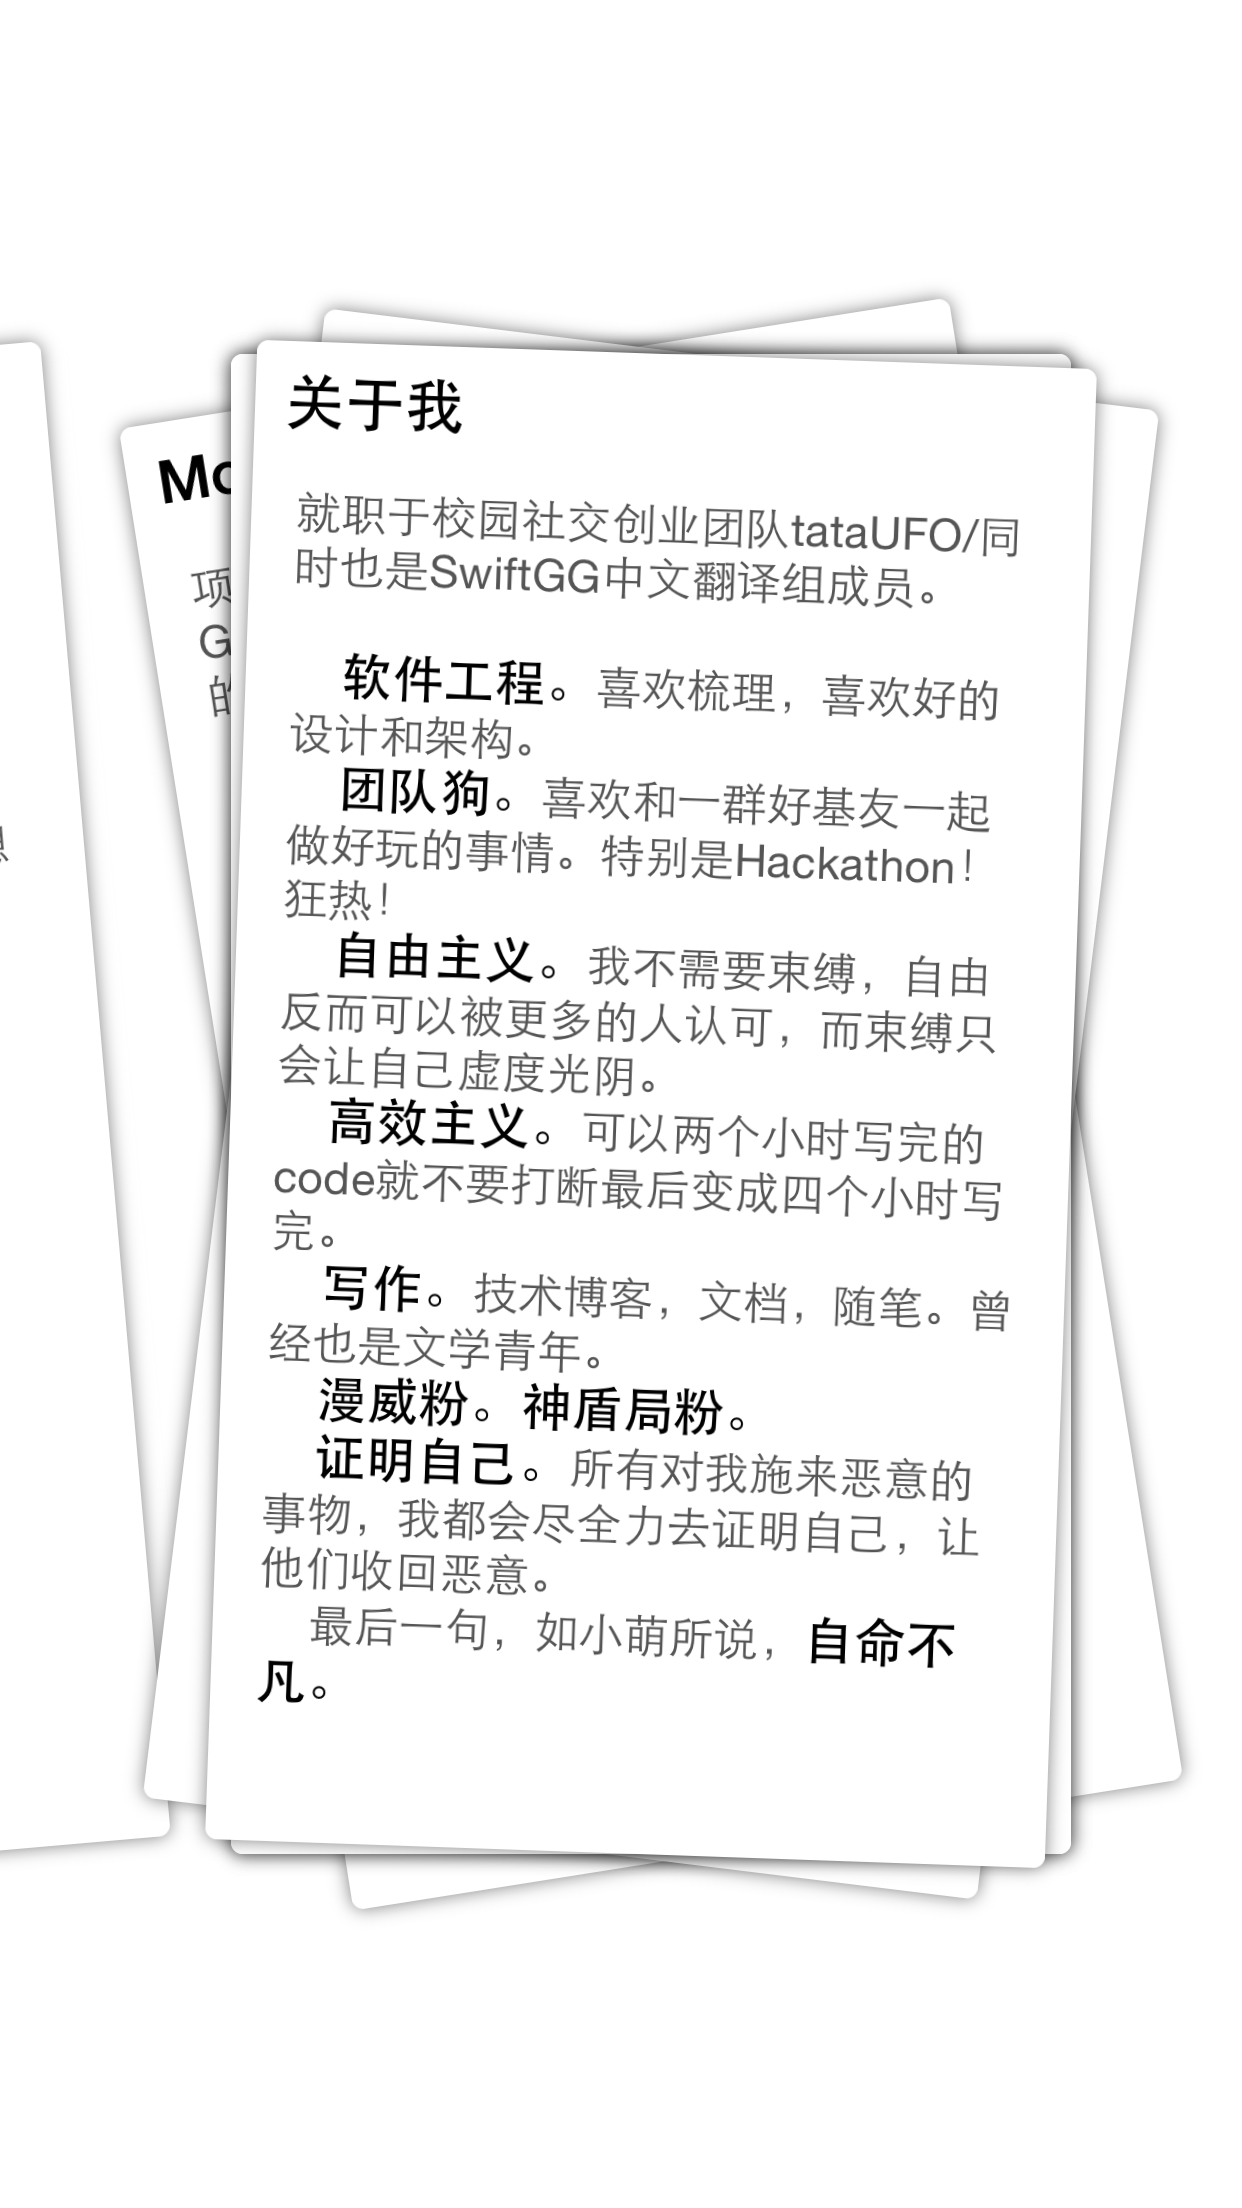 关于我
就职于校园社交创业团队tataUFO/同
时也是SwiftGG中文翻译组成员。
软件工程。喜欢梳理，喜欢好的
设计和架构。
团队狗。喜欢和一群好基友一起
做好玩的事情。特别是Hackathon！
狂热！
自由主义。我不需要束缚，自由
反而可以被更多的人认可，而束缚只
会让自己虚度光阴。
高效主义。可以两个小时写完的
code就不要打断最后变成四个小时写
完。
写作。技术博客，文档，随笔。曾
经也是文学青年。
漫威粉。神盾局粉。
证明自己。所有对我施来恶意的
事物，我都会尽全力去证明自己，让
他们收回恶意。
最后一句，如小萌所说，自命不
凡。
Mo
项
G
的